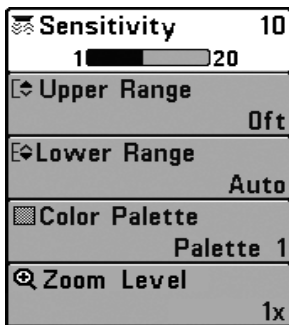 Sensitivity 10
1 20
Upper Range
0ft
Lower Range
Auto
Color Palette
Palette 1
Zoom Level
1x